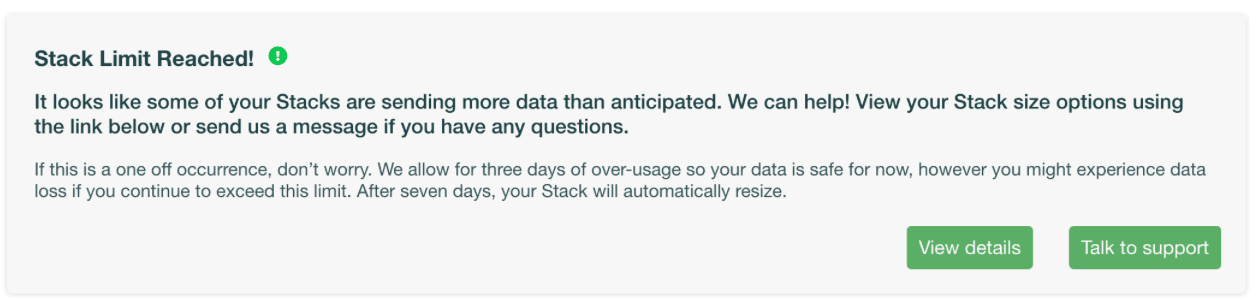 Stack Limit Reached!
It looks like some of your Stacks are sending more data than anticipated. We can help! View your Stack size options using
the link below or send us a message if you have any questions.
If this is a one off occurrence, don’t worry. We allow for three days of over-usage so your data is safe for now, however you might experience data
loss if you continue to exceed this limit. After seven days, your Stack will automatically resize.
View details
Talk to support